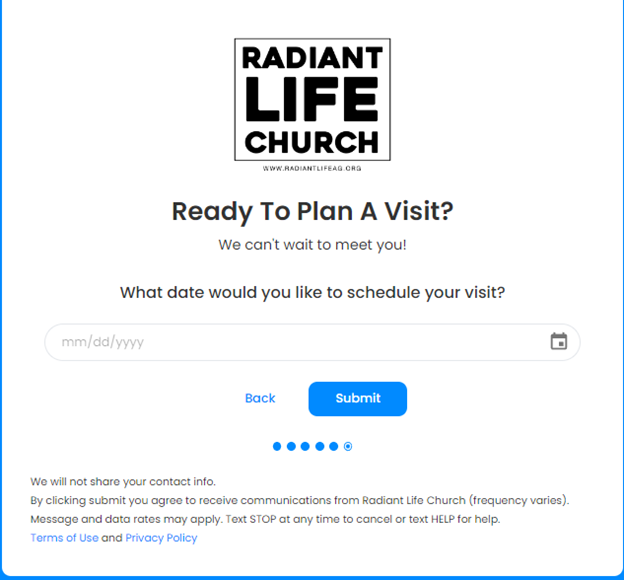 RADIANT
LIFE
CHURCH
WWW.RADIANTLIFEAG.ORG
Ready To Plan A Visit?
We can't wait to meet you!
What date would you like to schedule your visit?
mm/dd/yyyy
Back Submit
We will not share your contact info.
By clicking submit you agree to receive communications from Radiant Life Church (frequency varies).
Message and data rates may apply. Text STOP at any time to cancel or text HELP for help.
Terms of Use and Privacy Policy